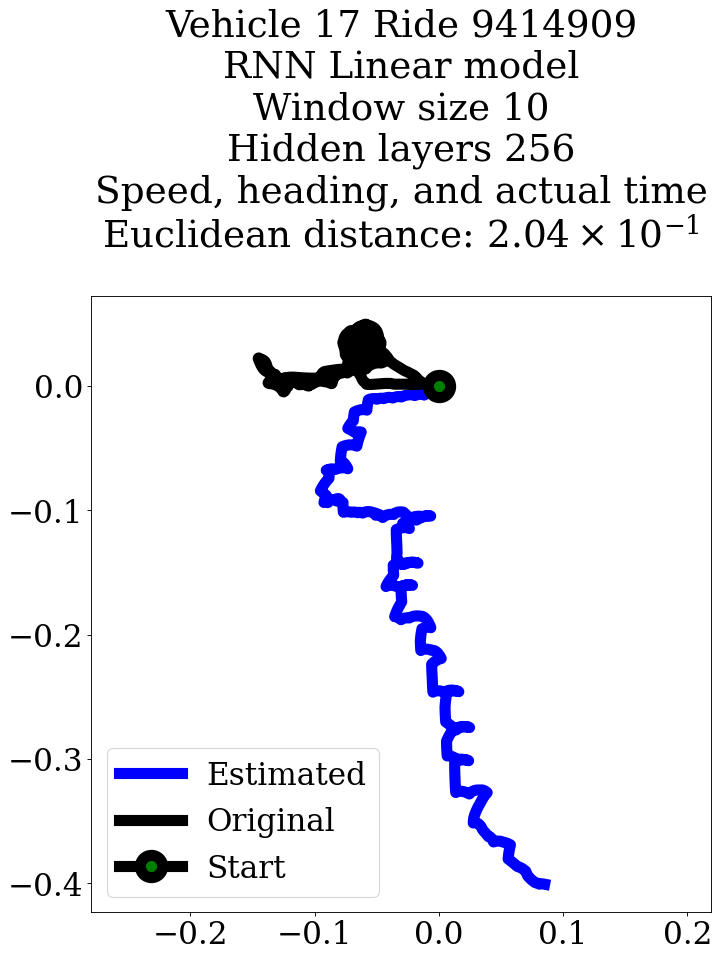 Vehicle 17 Ride 9414909
RNN Linear model
Window size 10
Hidden layers 256
Speed, heading, and actual time
Euclidean distance: 2.04 × 10⁻¹
0.0
−0.1
−0.2
−0.3
−0.4
Estimated
Original
Start
−0.2 −0.1 0.0 0.1 0.2